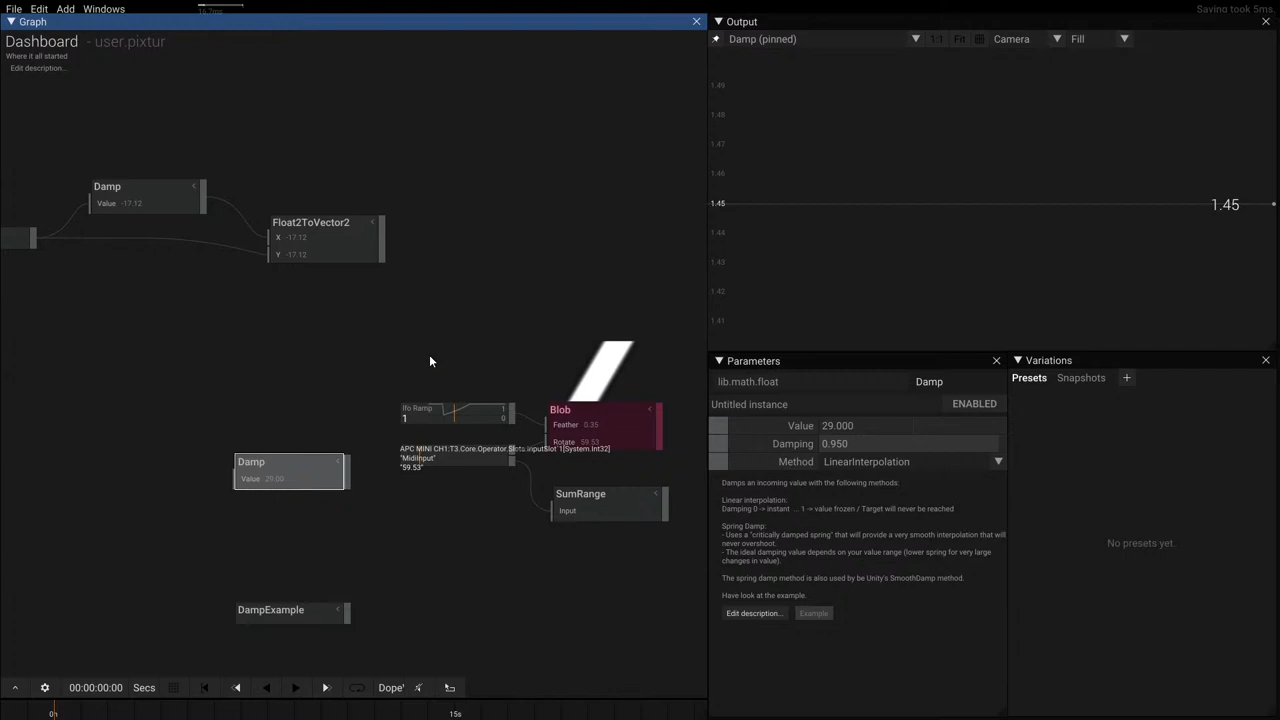 File Edit Add Windows
16.7ms
Saving took 5ms.
Graph
Dashboard - user.pixtur
Where it all started
Edit description...
Damp
Value -17.12
Float2ToVector2
X -17.12
Y -17.12
lfo Ramp
1
1
0
Blob
Feather 0.35
Rotate 59.53
APC MINI CH1:T3.Core.Operator.Slots.InputSlot`1[System.Int32]
"MidiInput"
"59.53"
Damp
Value 29.00
SumRange
Input
DampExample
00:00:00:00 Secs
Dope'
0h
15s
Output
Damp (pinned) 1:1 Fit Camera Fill
1.49
1.48
1.47
1.46
1.45
1.45
1.44
1.43
1.42
1.41
Parameters
lib.math.float Damp
Untitled instance ENABLED
Value 29.000
Damping 0.950
Method LinearInterpolation
Damps an incoming value with the following methods:
Linear interpolation:
Damping 0 -> instant ... 1 -> value frozen / Target will never be reached
Spring Damp:
- Uses a "critically damped spring" that will provide a very smooth interpolation that will
never overshoot.
- The ideal damping value depends on your value range (lower spring for very large
changes in value).
The spring damp method is also used by be Unity's SmoothDamp method.
Have look at the example.
Edit description... Example
Variations
Presets Snapshots +
No presets yet.